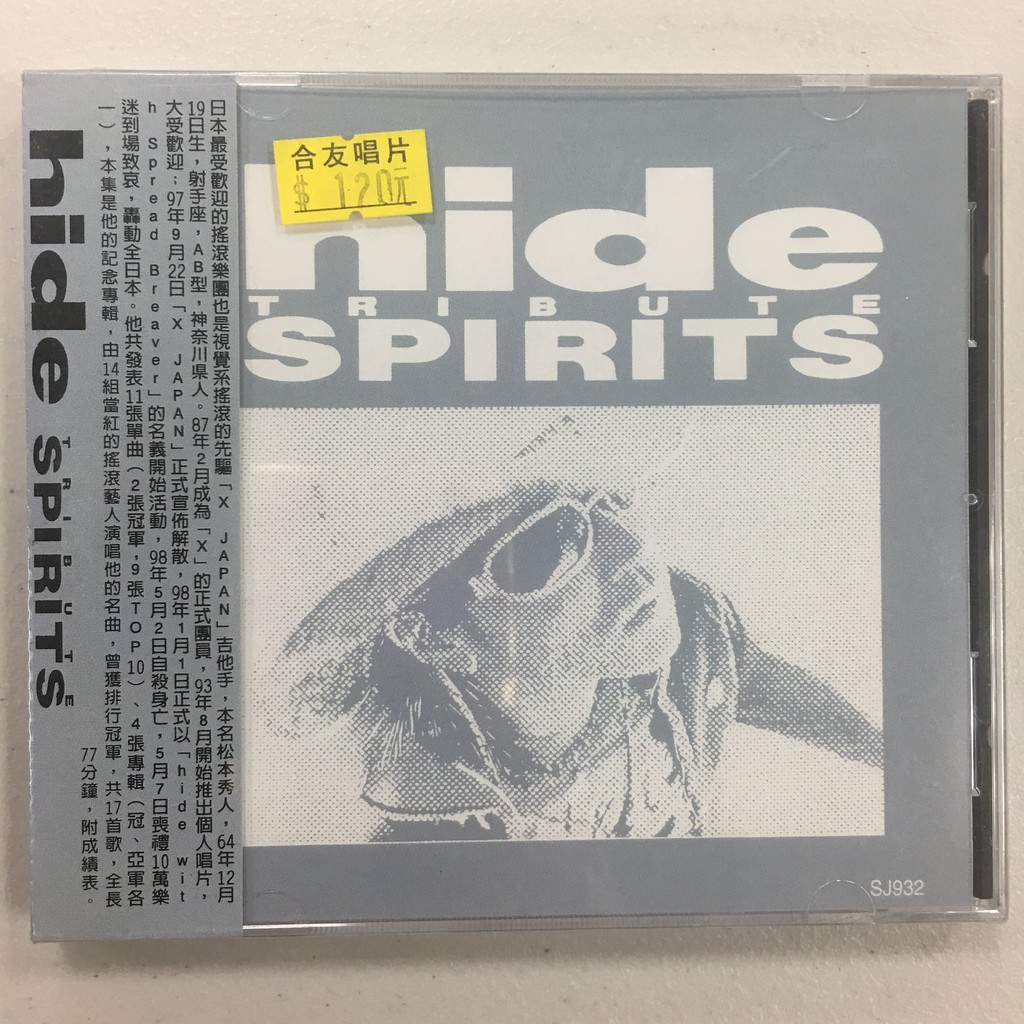 hide TRIBUTE SPIRITS
日本最受歡迎的搖滾樂團也是視覺系搖滾的先驅「X JAPAN」吉他手，本名松本秀人，64年12月
19日生，射手座，AB型，神奈川県人。87年2月成為「X」的正式團員，93年8月開始推出個人唱片，
大受歡迎；97年9月22日「X JAPAN」正式宣佈解散，98年1月1日正式以「hide wit
h Spread Breaver」的名義開始活動，98年5月2日自殺身亡，5月7日喪禮10萬樂
迷到場致哀，轟動全日本。他共發表11張單曲（2張冠軍，9張TOP10）、4張專輯（冠、亞軍各
一），本集是他的記念專輯，由14組當紅的搖滾藝人演唱他的名曲，曾獲排行冠軍，共17首歌，全長
77分鐘，附成績表。
合友唱片
$ 120元
hide
TRIBUTE
SPIRITS
SJ932